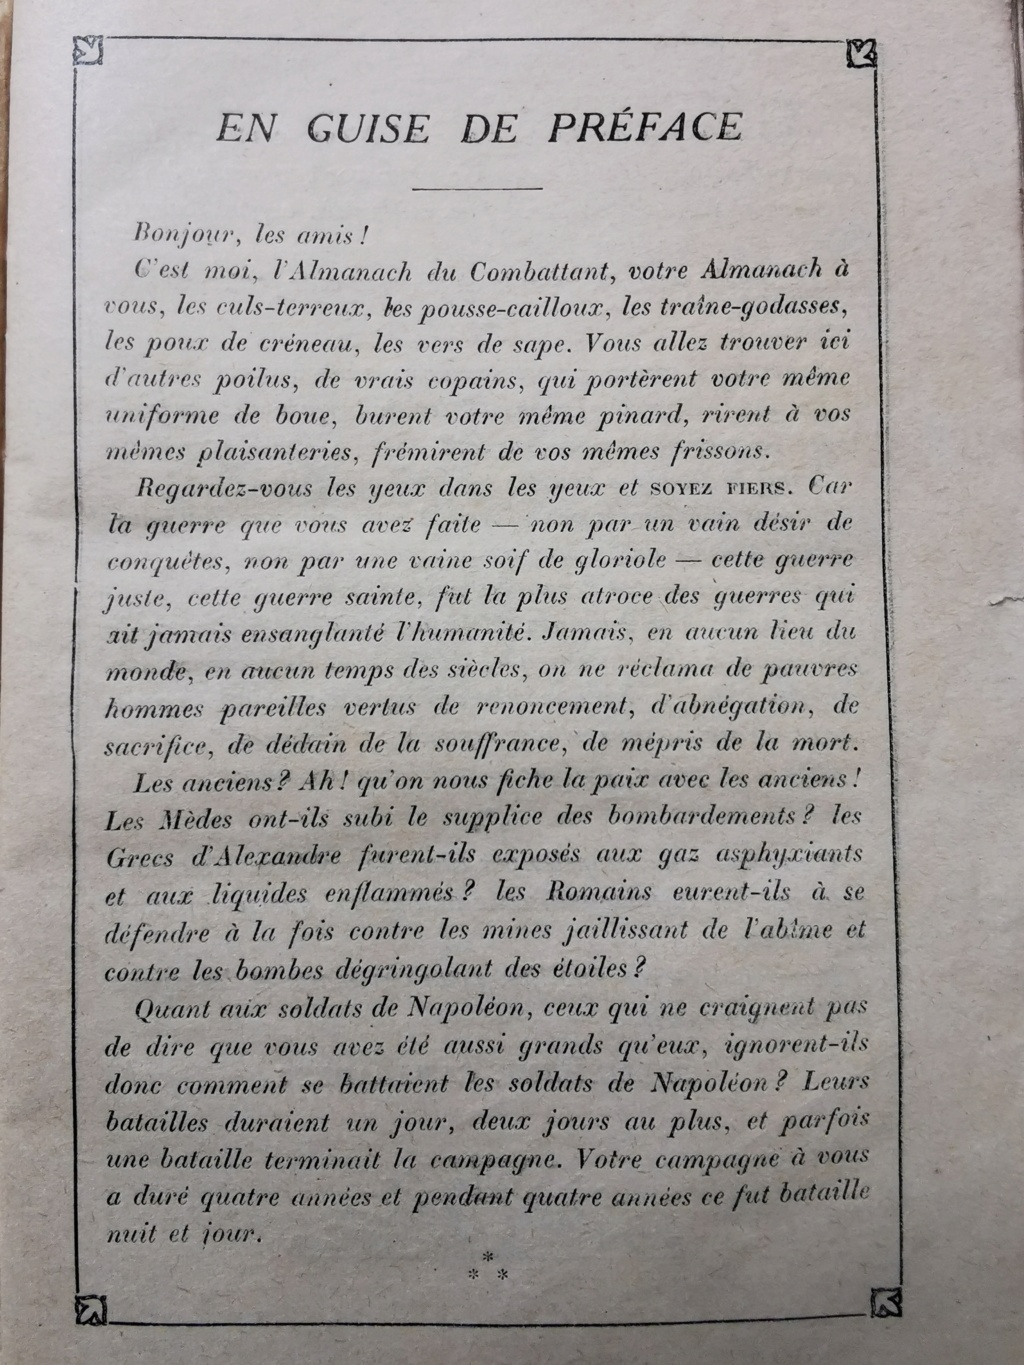 EN GUISE DE PRÉFACE
Bonjour, les amis !
C'est moi, l'Almanach du Combattant, votre Almanach à
vous, les culs-terreux, les pousse-cailloux, les traîne-godasses,
les poux de créneau, les vers de sape. Vous allez trouver ici
d'autres poilus, de vrais copains, qui portèrent votre même
uniforme de boue, burent votre même pinard, rirent à vos
mêmes plaisanteries, frémirent de vos mêmes frissons.
Regardez-vous les yeux dans les yeux et SOYEZ FIERS. Car
la guerre que vous avez faite — non par un vain désir de
conquêtes, non par une vaine soif de gloriole — cette guerre
juste, cette guerre sainte, fut la plus atroce des guerres qui
ait jamais ensanglanté l'humanité. Jamais, en aucun lieu du
monde, en aucun temps des siècles, on ne réclama de pauvres
hommes pareilles vertus de renoncement, d'abnégation, de
sacrifice, de dédain de la souffrance, de mépris de la mort.
Les anciens ? Ah ! qu'on nous fiche la paix avec les anciens !
Les Mèdes ont-ils subi le supplice des bombardements ? les
Grecs d'Alexandre furent-ils exposés aux gaz asphyxiants
et aux liquides enflammés ? les Romains eurent-ils à se
défendre à la fois contre les mines jaillissant de l'abîme et
contre les bombes dégringolant des étoiles ?
Quant aux soldats de Napoléon, ceux qui ne craignent pas
de dire que vous avez été aussi grands qu'eux, ignorent-ils
donc comment se battaient les soldats de Napoléon ? Leurs
batailles duraient un jour, deux jours au plus, et parfois
une bataille terminait la campagne. Votre campagne à vous
a duré quatre années et pendant quatre années ce fut bataille
nuit et jour.
*
* *